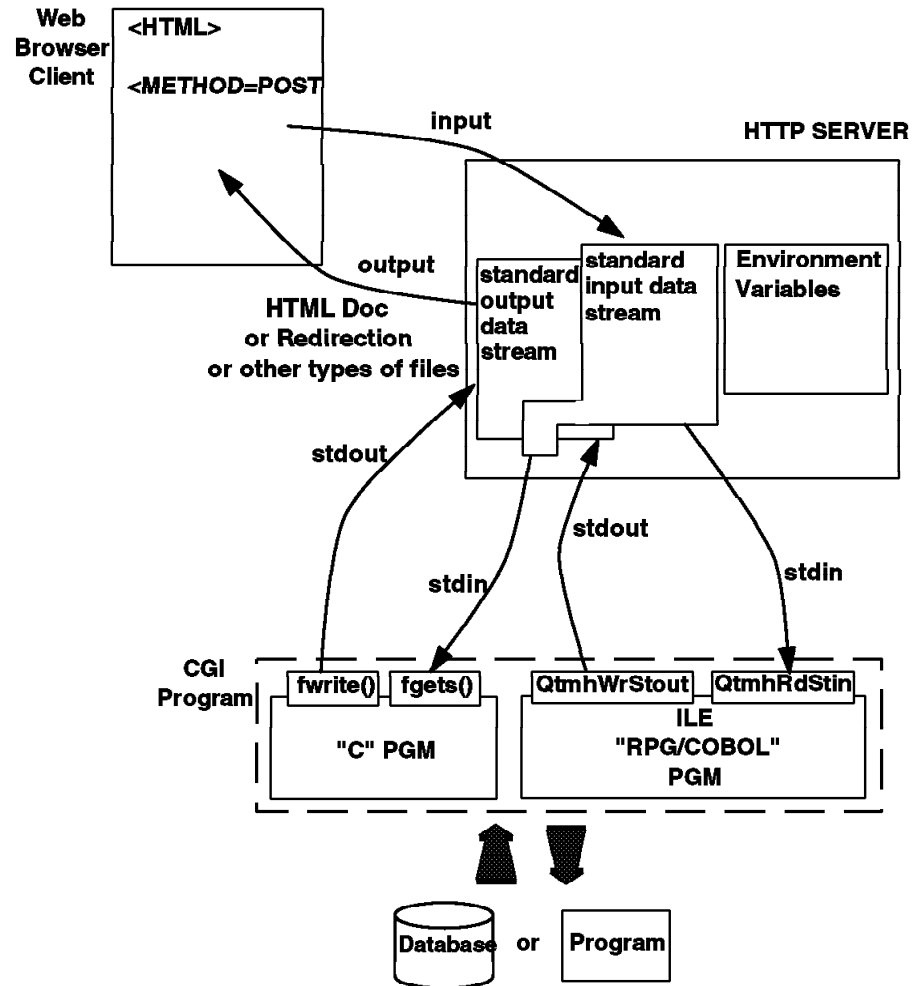 Web
Browser
Client
<HTML>
<METHOD=POST
input
HTTP SERVER
output
HTML Doc
or Redirection
or other types of files
standard
output
data
stream
standard
input data
stream
Environment
Variables
stdout
stdin
stdout
stdin
CGI
Program
fwrite()
fgets()
QtmhWrStout
QtmhRdStin
"C" PGM
ILE
"RPG/COBOL"
PGM
Database
or
Program